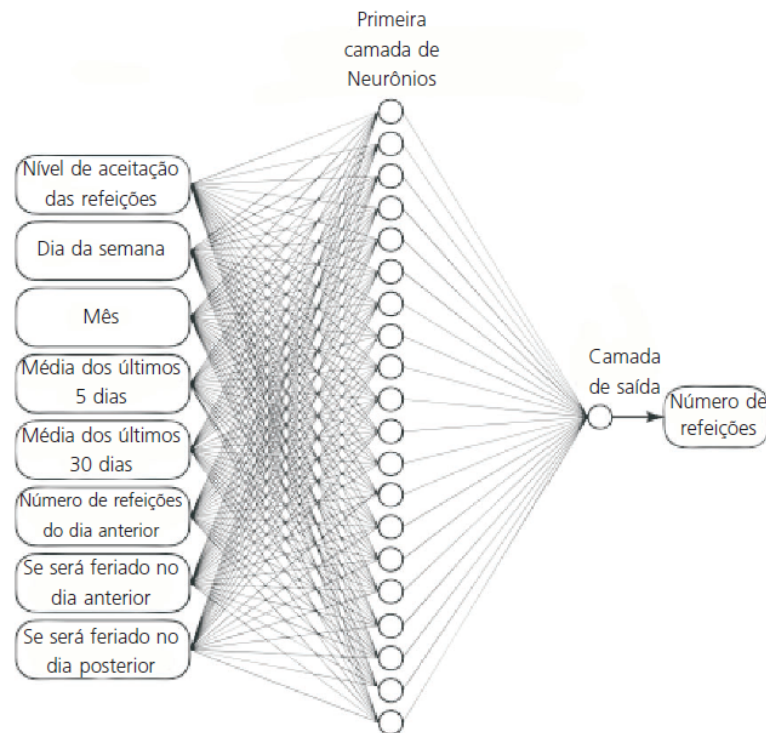 Primeira
camada de
Neurônios
Nível de aceitação
das refeições
Dia da semana
Mês
Média dos últimos
5 dias
Média dos últimos
30 dias
Número de refeições
do dia anterior
Se será feriado no
dia anterior
Se será feriado no
dia posterior
Camada
de saída
Número de
refeições